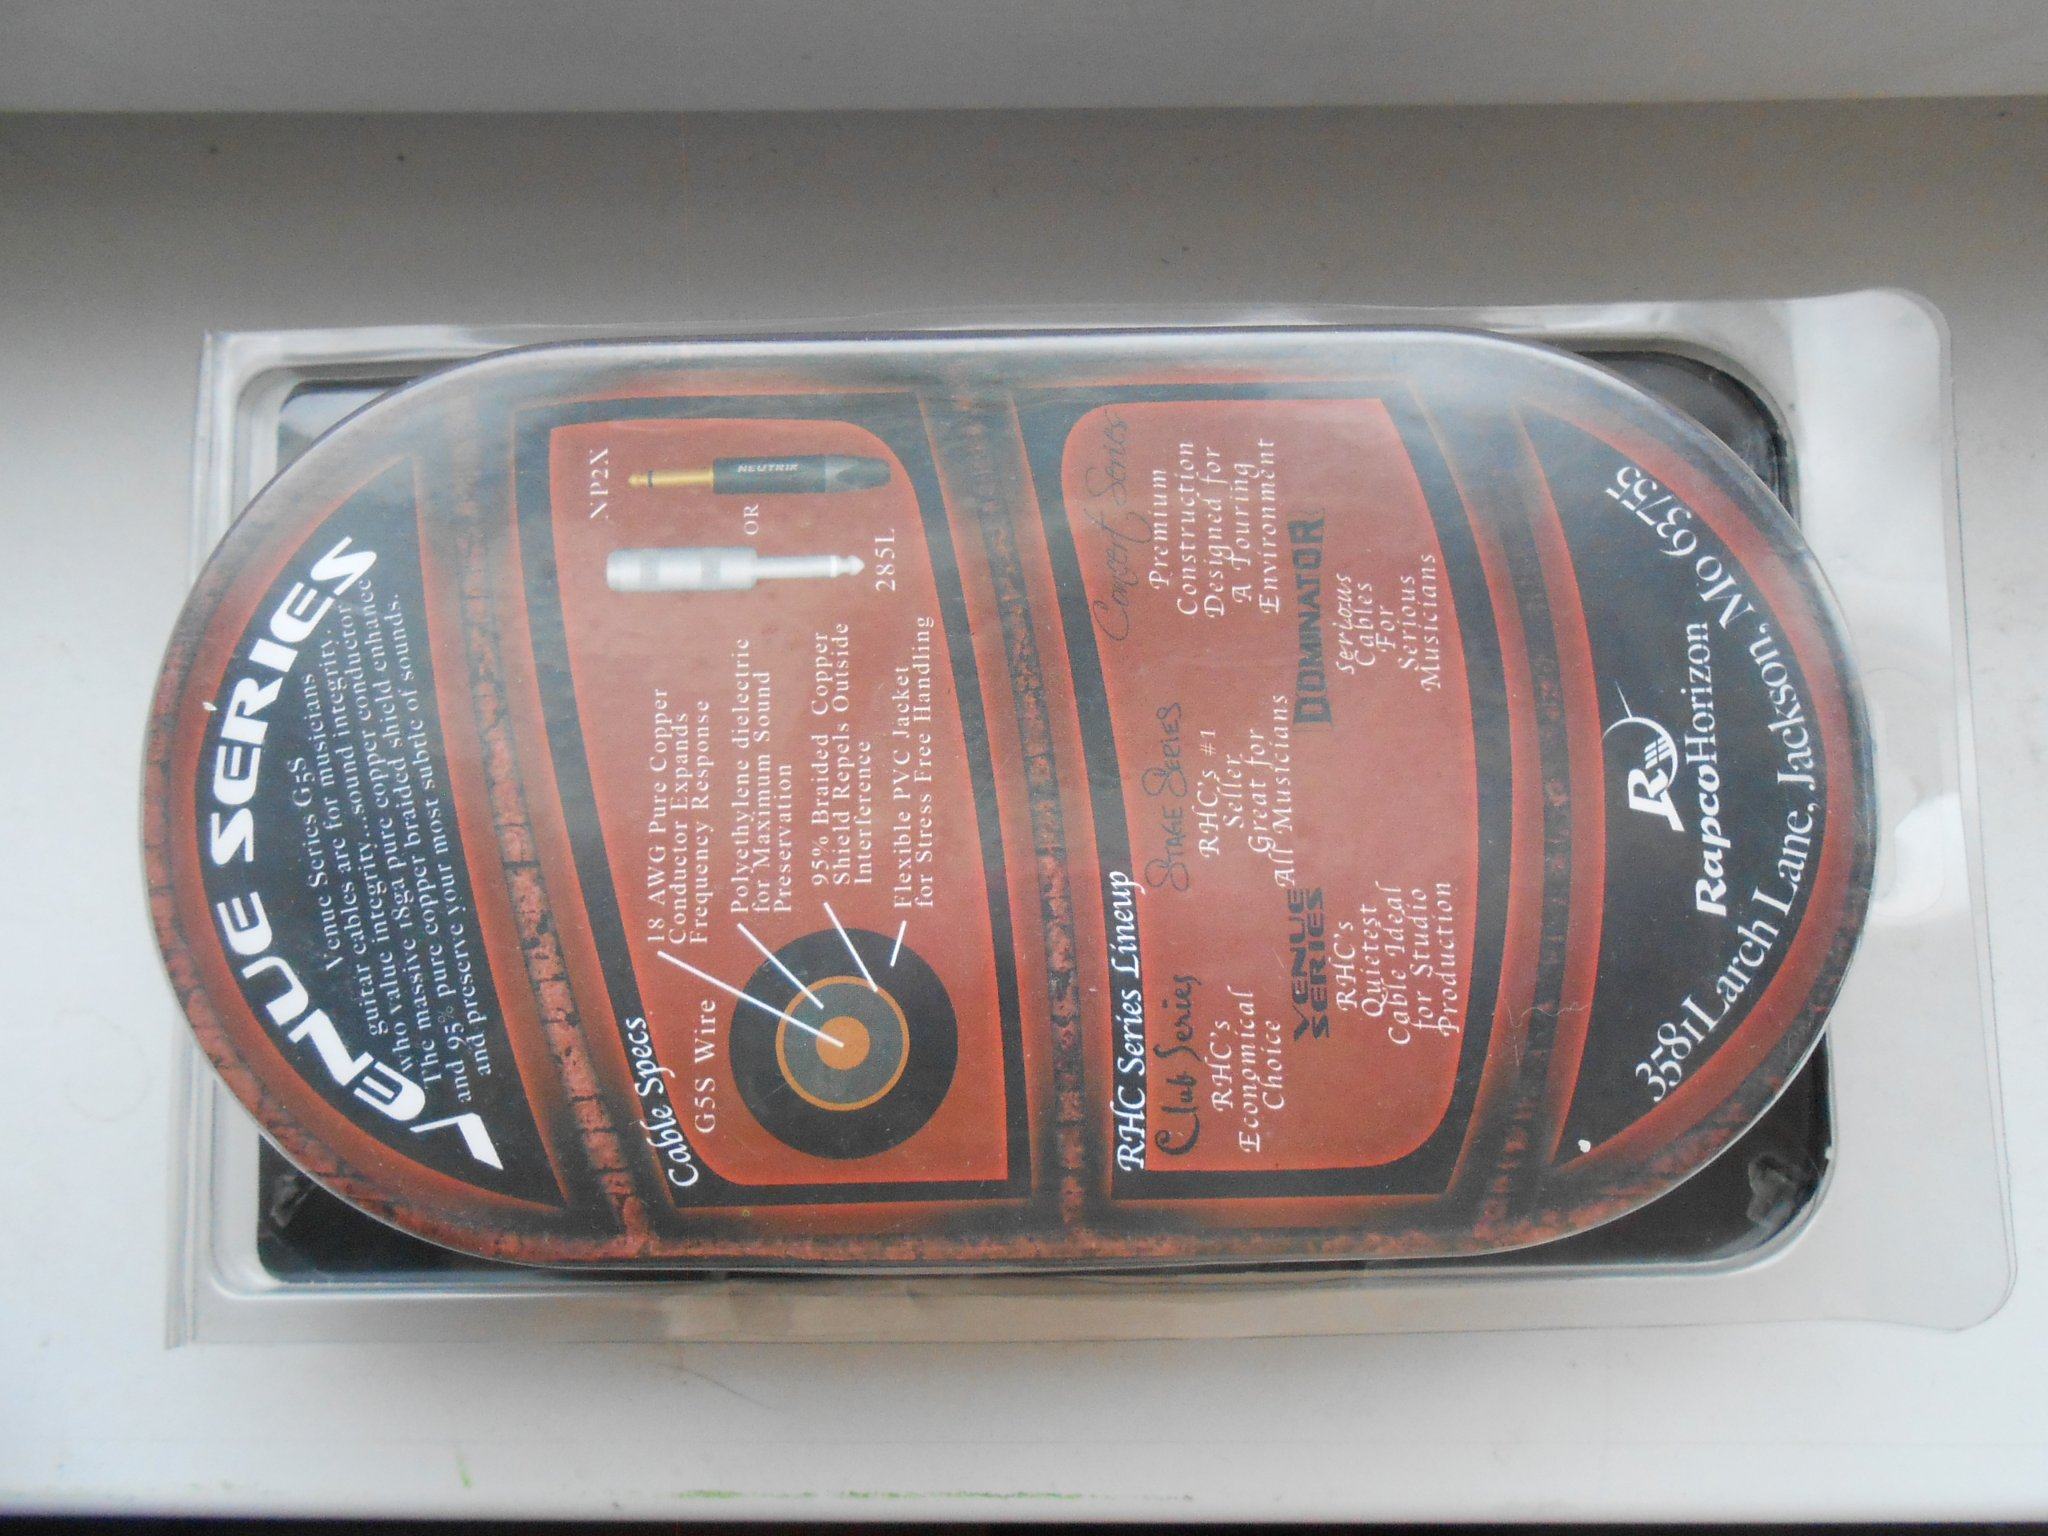 VENUE SERIES
Venue Series G5S
guitar cables are for musicians
who value integrity...sound integrity.
The massive 18ga pure copper conductor
and 95% pure copper braided shield enhance
and preserve your most subtle of sounds.
Cable Specs
G5S Wire
18 AWG Pure Copper
Conductor Expands
Frequency Response
Polyethylene dielectric
for Maximum Sound
Preservation
95% Braided Copper
Shield Repels Outside
Interference
Flexible PVC Jacket
for Stress Free Handling
NP2X
NEUTRIK
OR
285L
RHC Series Lineup
Club Series
RHC's
Economical
Choice
Stage Series
RHC's #1
Seller
Great for
All Musicians
Concert Series
Premium
Construction
Designed for
A Touring
Environment
VENUE
SERIES
RHC's
Quietest
Cable Ideal
for Studio
Production
DOMINATOR
Serious
Cables
For
Serious
Musicians
R
RapcoHorizon
3581 Larch Lane, Jackson, Mo 63755